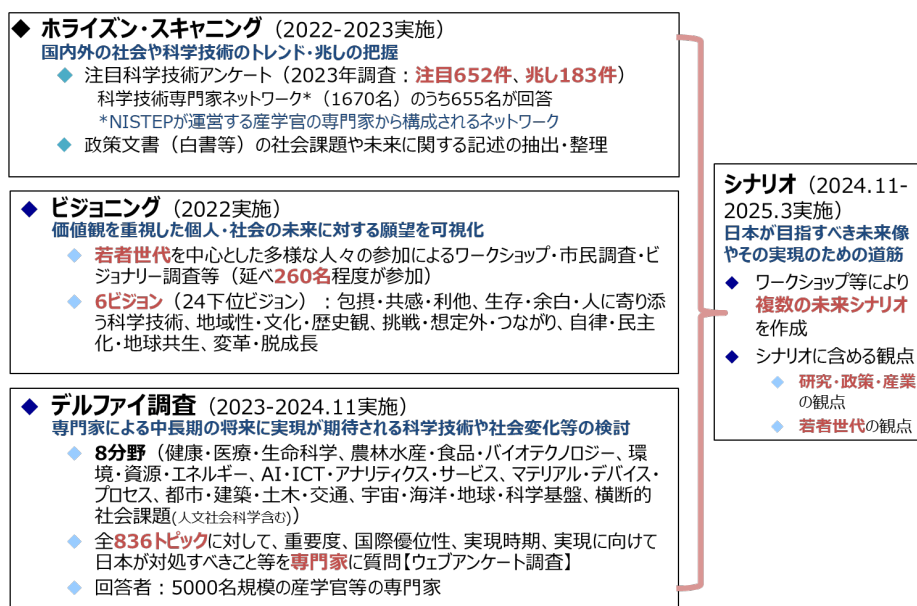 ◆ ホライズン・スキャニング（2022-2023実施）
国内外の社会や科学技術のトレンド・兆しの把握
◆ 注目科学技術アンケート（2023年調査：注目652件、兆し183件）
科学技術専門家ネットワーク*（1670名）のうち655名が回答
*NISTEPが運営する産学官の専門家から構成されるネットワーク
◆ 政策文書（白書等）の社会課題や未来に関する記述の抽出・整理
◆ ビジョニング（2022実施）
価値観を重視した個人・社会の未来に対する願望を可視化
◆ 若者世代を中心とした多様な人々の参加によるワークショップ・市民調査・ビ
ジョナリー調査等（延べ260名程度が参加）
◆ 6ビジョン（24下位ビジョン）：包摂・共感・利他、生存・余白・人に寄り添
う科学技術、地域性・文化・歴史観、挑戦・想定外・つながり、自律・民主
化・地球共生、変革・脱成長
◆ デルファイ調査（2023-2024.11実施）
専門家による中長期の将来に実現が期待される科学技術や社会変化等の検討
◆ 8分野（健康・医療・生命科学、農林水産・食品・バイオテクノロジー、環
境・資源・エネルギー、AI・ICT・アナリティクス・サービス、マテリアル・デバイス・
プロセス、都市・建築・土木・交通、宇宙・海洋・地球・科学基盤、横断的
社会課題(人文社会科学含む)）
◆ 全836トピックに対して、重要度、国際優位性、実現時期、実現に向けて
日本が対処すべきこと等を専門家に質問【ウェブアンケート調査】
◆ 回答者：5000名規模の産学官等の専門家
シナリオ（2024.11-
2025.3実施）
日本が目指すべき未来像
やその実現のための道筋
◆ ワークショップ等により
複数の未来シナリオ
を作成
◆ シナリオに含める観点
◆ 研究・政策・産業
の観点
◆ 若者世代の観点